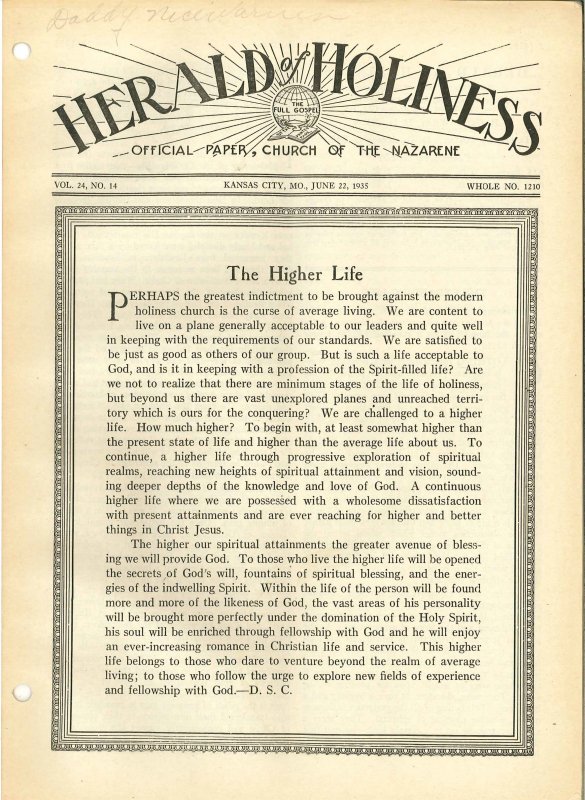 Daddy
HERALD of HOLINESS
THE
FULL GOSPEL
OFFICIAL PAPER, CHURCH OF THE NAZARENE
VOL. 24, NO. 14 KANSAS CITY, MO., JUNE 22, 1935 WHOLE NO. 1210
The Higher Life
PERHAPS the greatest indictment to be brought against the modern
holiness church is the curse of average living. We are content to
live on a plane generally acceptable to our leaders and quite well
in keeping with the requirements of our standards. We are satisfied to
be just as good as others of our group. But is such a life acceptable to
God, and is it in keeping with a profession of the Spirit-filled life? Are
we not to realize that there are minimum stages of the life of holiness,
but beyond us there are vast unexplored planes and unreached terri-
tory which is ours for the conquering? We are challenged to a higher
life. How much higher? To begin with, at least somewhat higher than
the present state of life and higher than the average life about us. To
continue, a higher life through progressive exploration of spiritual
realms, reaching new heights of spiritual attainment and vision, sound-
ing deeper depths of the knowledge and love of God. A continuous
higher life where we are possessed with a wholesome dissatisfaction
with present attainments and are ever reaching for higher and better
things in Christ Jesus.
The higher our spiritual attainments the greater avenue of bless-
ing we will provide God. To those who live the higher life will be opened
the secrets of God's will, fountains of spiritual blessing, and the ener-
gies of the indwelling Spirit. Within the life of the person will be found
more and more of the likeness of God, the vast areas of his personality
will be brought more perfectly under the domination of the Holy Spirit,
his soul will be enriched through fellowship with God and he will enjoy
an ever-increasing romance in Christian life and service. This higher
life belongs to those who dare to venture beyond the realm of average
living; to those who follow the urge to explore new fields of experience
and fellowship with God.—D. S. C.